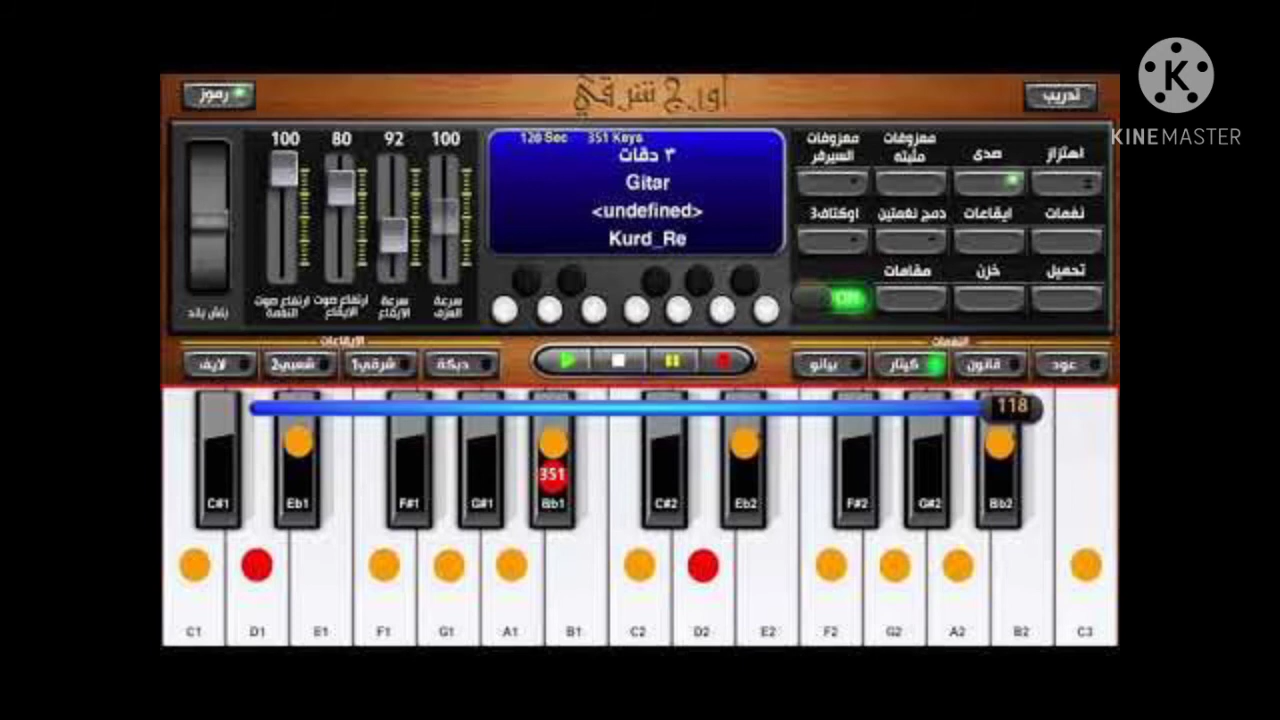 اورج شرقي
رموز
تدريب
KINEMASTER
100 80 92 100
120 Sec 351 Keys
٣ دقات
Gitar
<undefined>
Kurd_Re
معزوفات السيرفر
معزوفات مثبته
صدى
اهتزاز
اوكتاف3
دمج نغمتين
ايقاعات
نغمات
ON
مقامات
خزن
تحميل
بتش باند
ارتفاع صوت النغمة
ارتفاع صوت الايقاع
سرعة الايقاع
سرعة العزف
الايقاعات
النغمات
لايف
شعبي2
شرقي1
دبكة
بيانو
كيتار
قانون
عود
118
351
C#1 Eb1 F#1 G#1 Bb1 C#2 Eb2 F#2 G#2 Bb2
C1 D1 E1 F1 G1 A1 B1 C2 D2 E2 F2 G2 A2 B2 C3